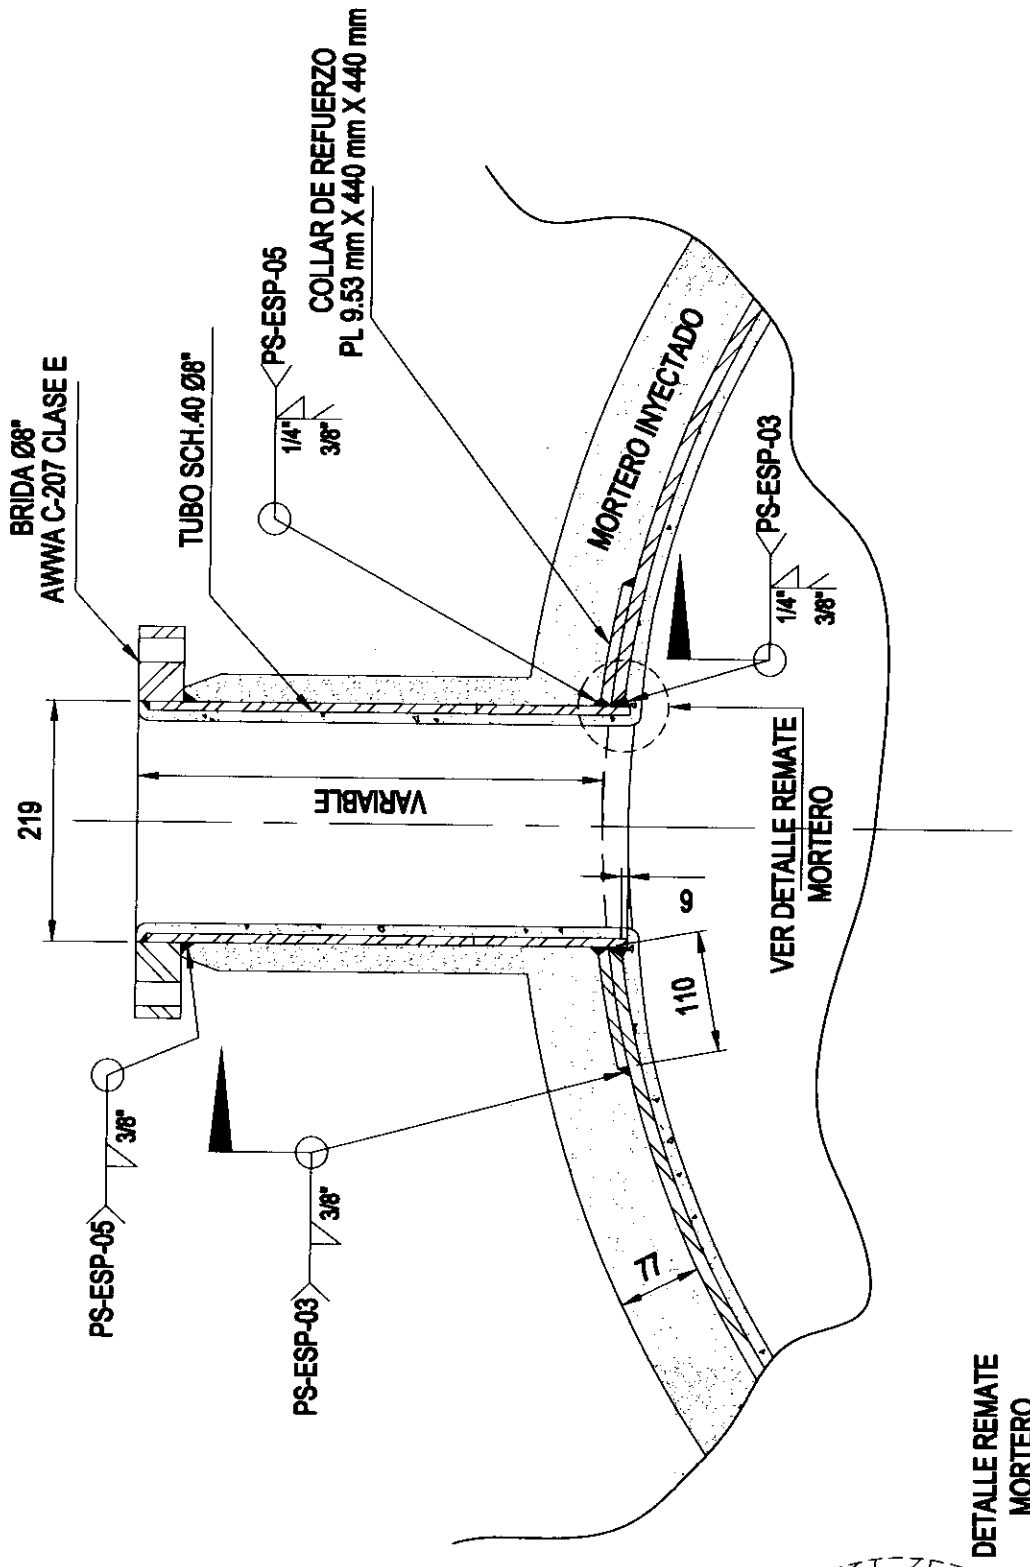 BRIDA Ø8"
AWWA C-207 CLASE E
TUBO SCH.40 Ø8"
PS-ESP-05
1/4"
3/8"
COLLAR DE REFUERZO
PL 9.53 mm X 440 mm X 440 mm
219
VARIABLE
MORTERO INYECTADO
PS-ESP-03
1/4"
3/8"
VER DETALLE REMATE
MORTERO
110
77
PS-ESP-05
3/8"
PS-ESP-03
3/8"
DETALLE REMATE
MORTERO